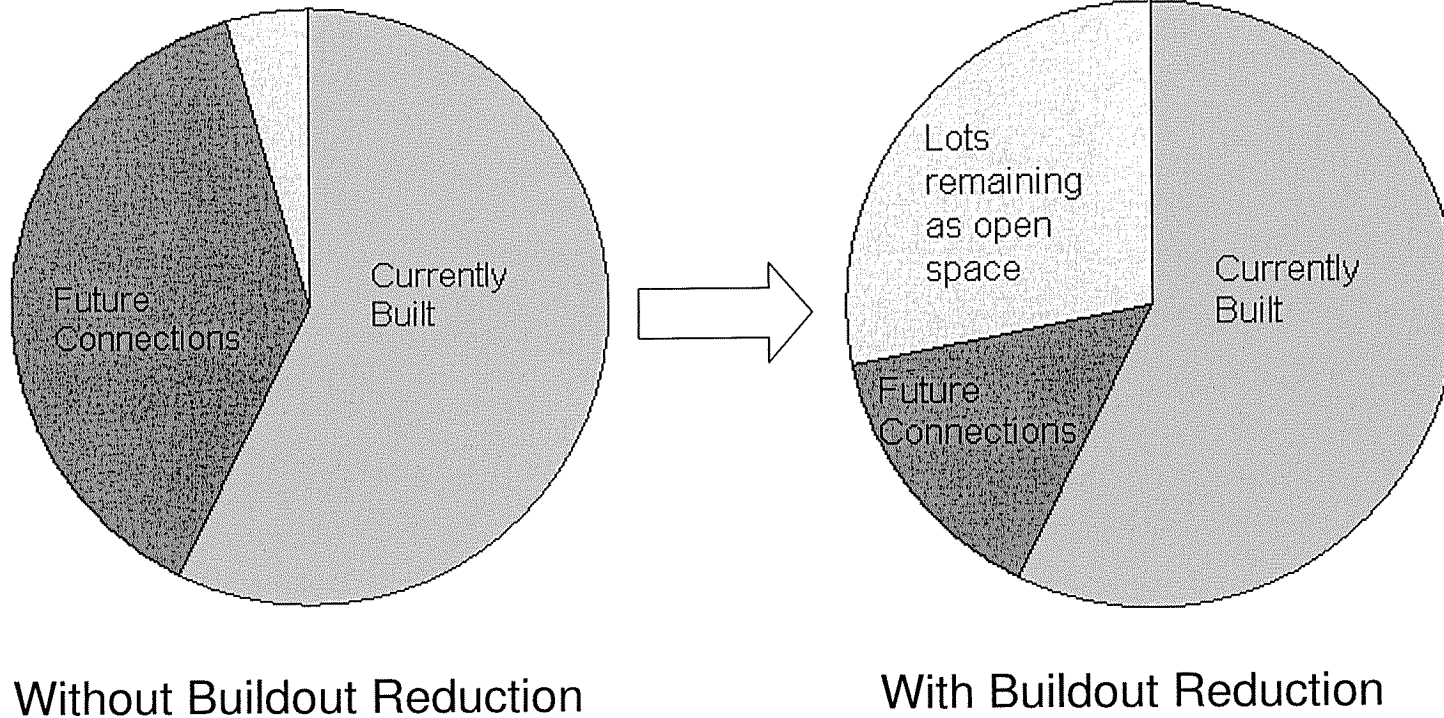 Future
Connections
Currently
Built
Lots
remaining
as open
space
Currently
Built
Future
Connections
Without Buildout Reduction
With Buildout Reduction